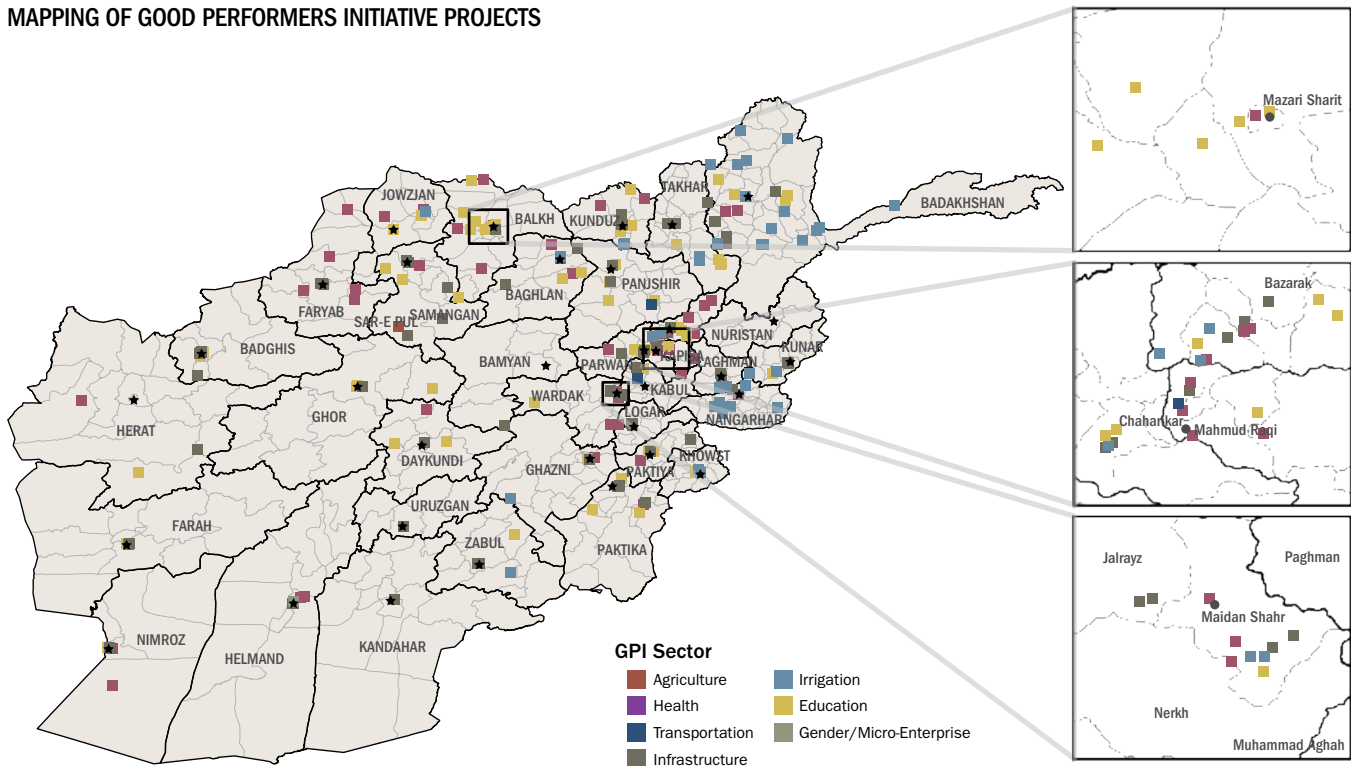 MAPPING OF GOOD PERFORMERS INITIATIVE PROJECTS
Mazari Sharit
JOWZJAN
BALKH
KUNDUZ
TAKHAR
BADAKHSHAN
FARYAB
SAR-E PUL
SAMANGAN
BAGHLAN
PANJSHIR
NURISTAN
KUNAR
BADGHIS
BAMYAN
PARWAN
KAPISA
LAGHMAN
HERAT
GHOR
WARDAK
KABUL
LOGAR
NANGARHAR
DAYKUNDI
GHAZNI
PAKTIYA
KHOWST
FARAH
URUZGAN
ZABUL
PAKTIKA
NIMROZ
HELMAND
KANDAHAR
Bazarak
Chaharikar
Mahmud Raqi
Jalrayz
Paghman
Maidan Shahr
Nerkh
Muhammad Aghah
GPI Sector
Agriculture
Health
Transportation
Infrastructure
Irrigation
Education
Gender/Micro-Enterprise